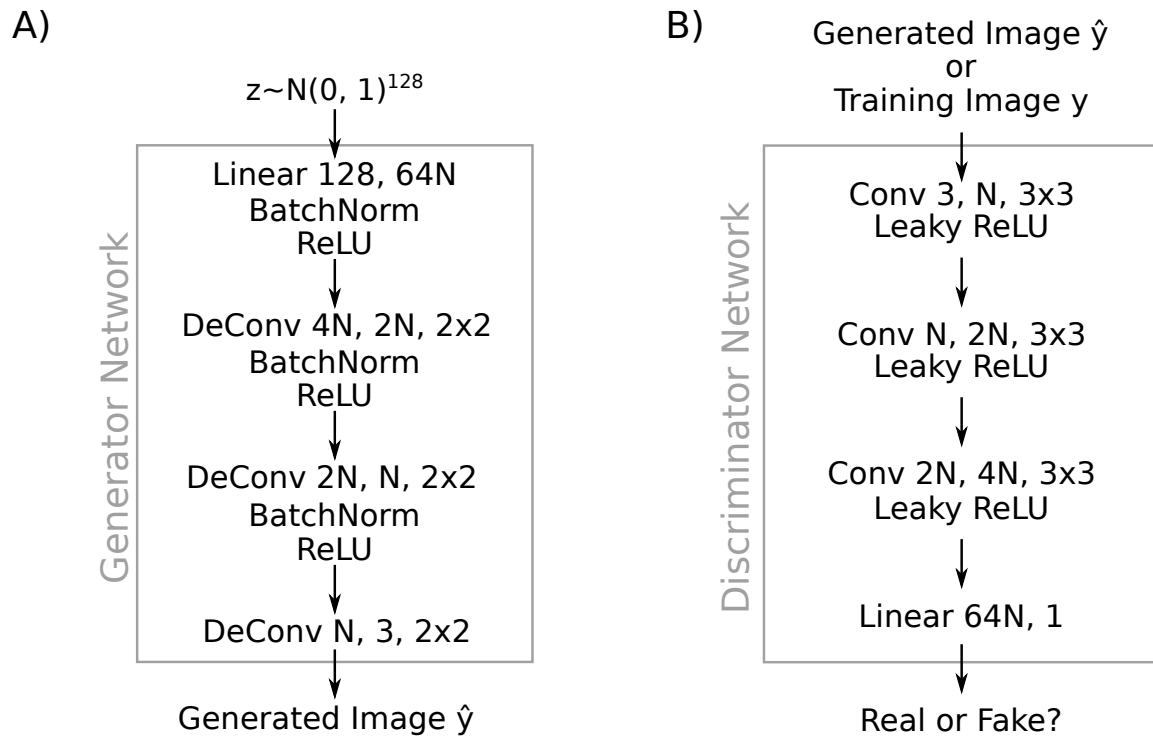 A)
z~N(0, 1)^128
Generator Network
Linear 128, 64N
BatchNorm
ReLU
DeConv 4N, 2N, 2x2
BatchNorm
ReLU
DeConv 2N, N, 2x2
BatchNorm
ReLU
DeConv N, 3, 2x2
Generated Image ŷ
B)
Generated Image ŷ
or
Training Image y
Discriminator Network
Conv 3, N, 3x3
Leaky ReLU
Conv N, 2N, 3x3
Leaky ReLU
Conv 2N, 4N, 3x3
Leaky ReLU
Linear 64N, 1
Real or Fake?